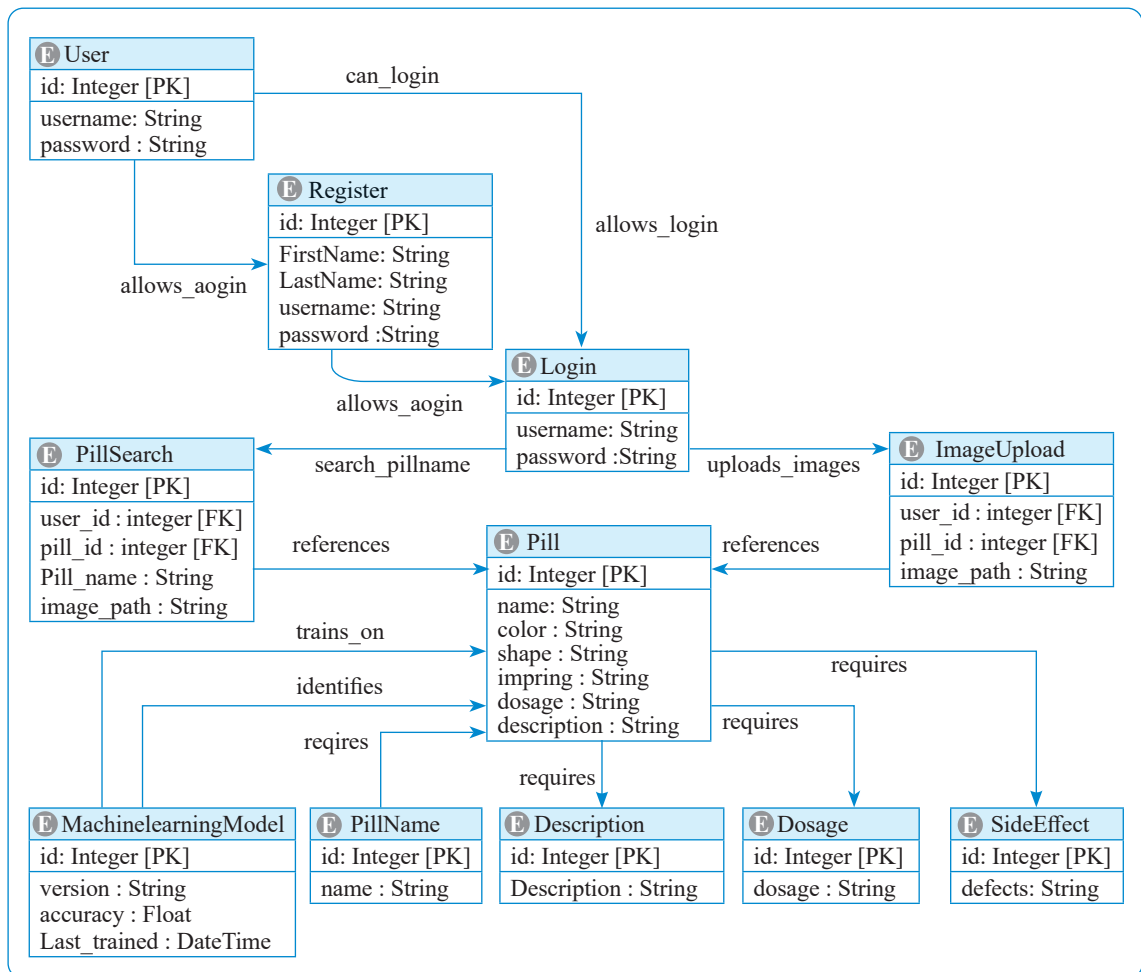 E User
id: Integer [PK]
username: String
password : String
can_login
E Register
id: Integer [PK]
FirstName: String
LastName: String
username: String
password :String
allows_login
allows_aogin
E Login
id: Integer [PK]
username: String
password :String
allows_aogin
E PillSearch
id: Integer [PK]
user_id : integer [FK]
pill_id : integer [FK]
Pill_name : String
image_path : String
search_pillname
uploads_images
E ImageUpload
id: Integer [PK]
user_id : integer [FK]
pill_id : integer [FK]
image_path : String
references
E Pill
id: Integer [PK]
name: String
color : String
shape : String
impring : String
dosage : String
description : String
references
trains_on
identifies
reqires
requires
requires
requires
E MachinelearningModel
id: Integer [PK]
version : String
accuracy : Float
Last_trained : DateTime
E PillName
id: Integer [PK]
name : String
E Description
id: Integer [PK]
Description : String
E Dosage
id: Integer [PK]
dosage : String
E SideEffect
id: Integer [PK]
defects: String